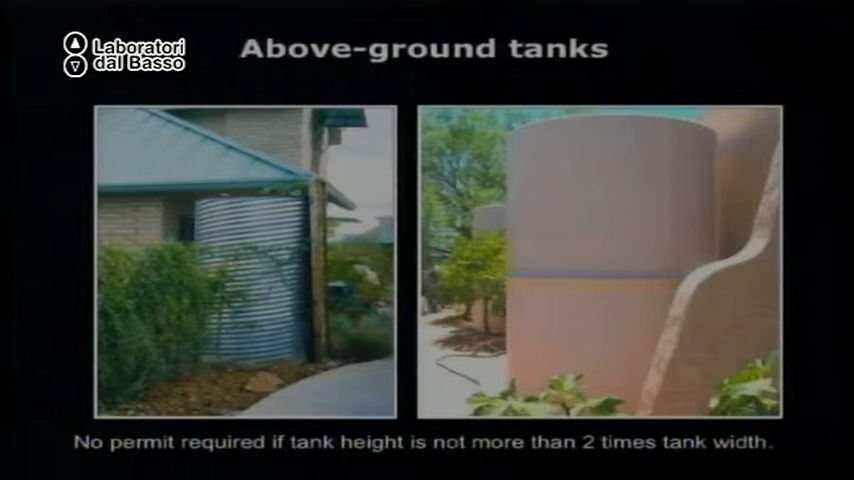 Laboratori
dal Basso
Above-ground tanks
No permit required if tank height is not more than 2 times tank width.